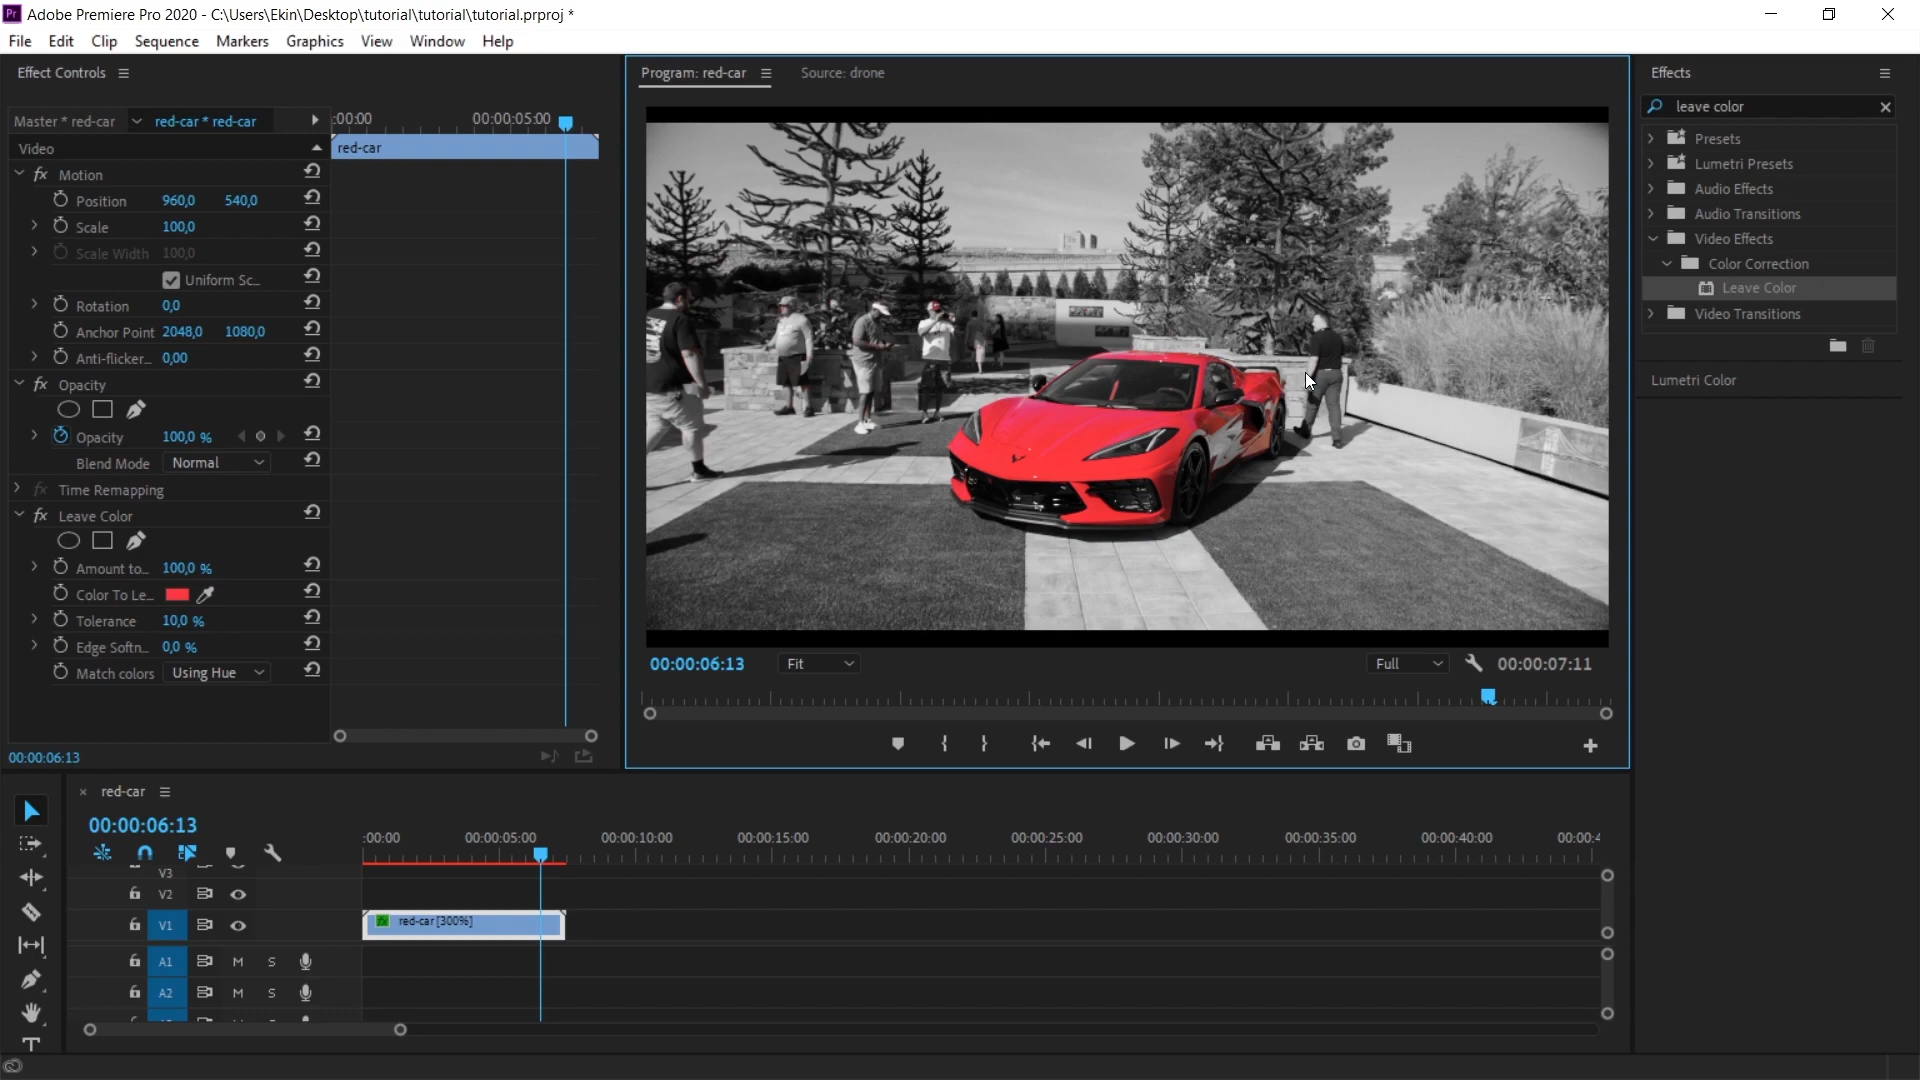 Pr Adobe Premiere Pro 2020 - C:\Users\Ekin\Desktop\tutorial\tutorial\tutorial.prproj *
File Edit Clip Sequence Markers Graphics View Window Help
Effect Controls
Master * red-car red-car * red-car
:00:00 00:00:05:00
Video
red-car
fx Motion
Position 960,0 540,0
Scale 100,0
Scale Width 100,0
Uniform Sc...
Rotation 0,0
Anchor Point 2048,0 1080,0
Anti-flicker... 0,00
fx Opacity
Opacity 100,0 %
Blend Mode Normal
fx Time Remapping
fx Leave Color
Amount to... 100,0 %
Color To Le...
Tolerance 10,0 %
Edge Softn... 0,0 %
Match colors Using Hue
00:00:06:13
Program: red-car Source: drone
00:00:06:13 Fit Full 00:00:07:11
Effects
leave color
Presets
Lumetri Presets
Audio Effects
Audio Transitions
Video Effects
Color Correction
Leave Color
Video Transitions
Lumetri Color
× red-car
00:00:06:13
:00:00 00:00:05:00 00:00:10:00 00:00:15:00 00:00:20:00 00:00:25:00 00:00:30:00 00:00:35:00 00:00:40:00 00:00:4
V3
V2
V1
fx red-car [300%]
A1 M S
A2 M S